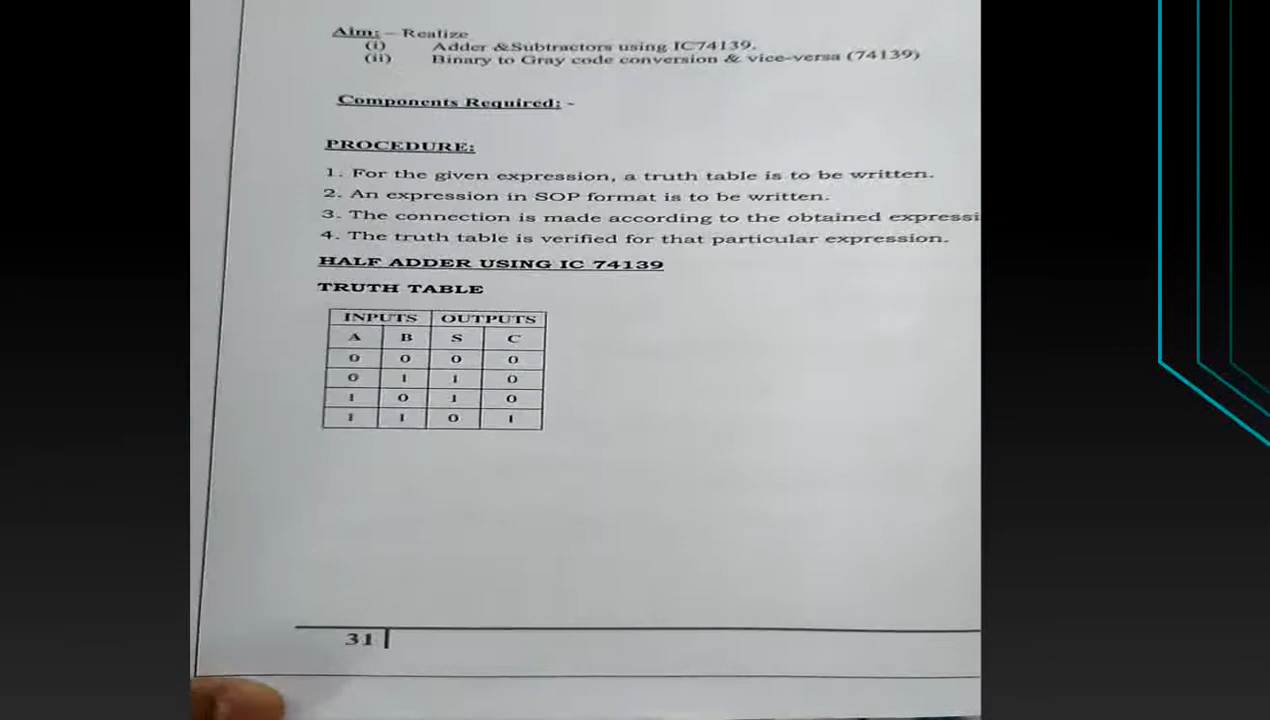 Aim: – Realize
(i) Adder &Subtractors using IC74139.
(ii) Binary to Gray code conversion & vice-versa (74139)
Components Required: -
PROCEDURE:
1. For the given expression, a truth table is to be written.
2. An expression in SOP format is to be written.
3. The connection is made according to the obtained expressi
4. The truth table is verified for that particular expression.
HALF ADDER USING IC 74139
TRUTH TABLE
INPUTS OUTPUTS
A B S C
0 0 0 0
0 1 1 0
1 0 1 0
1 1 0 1
31